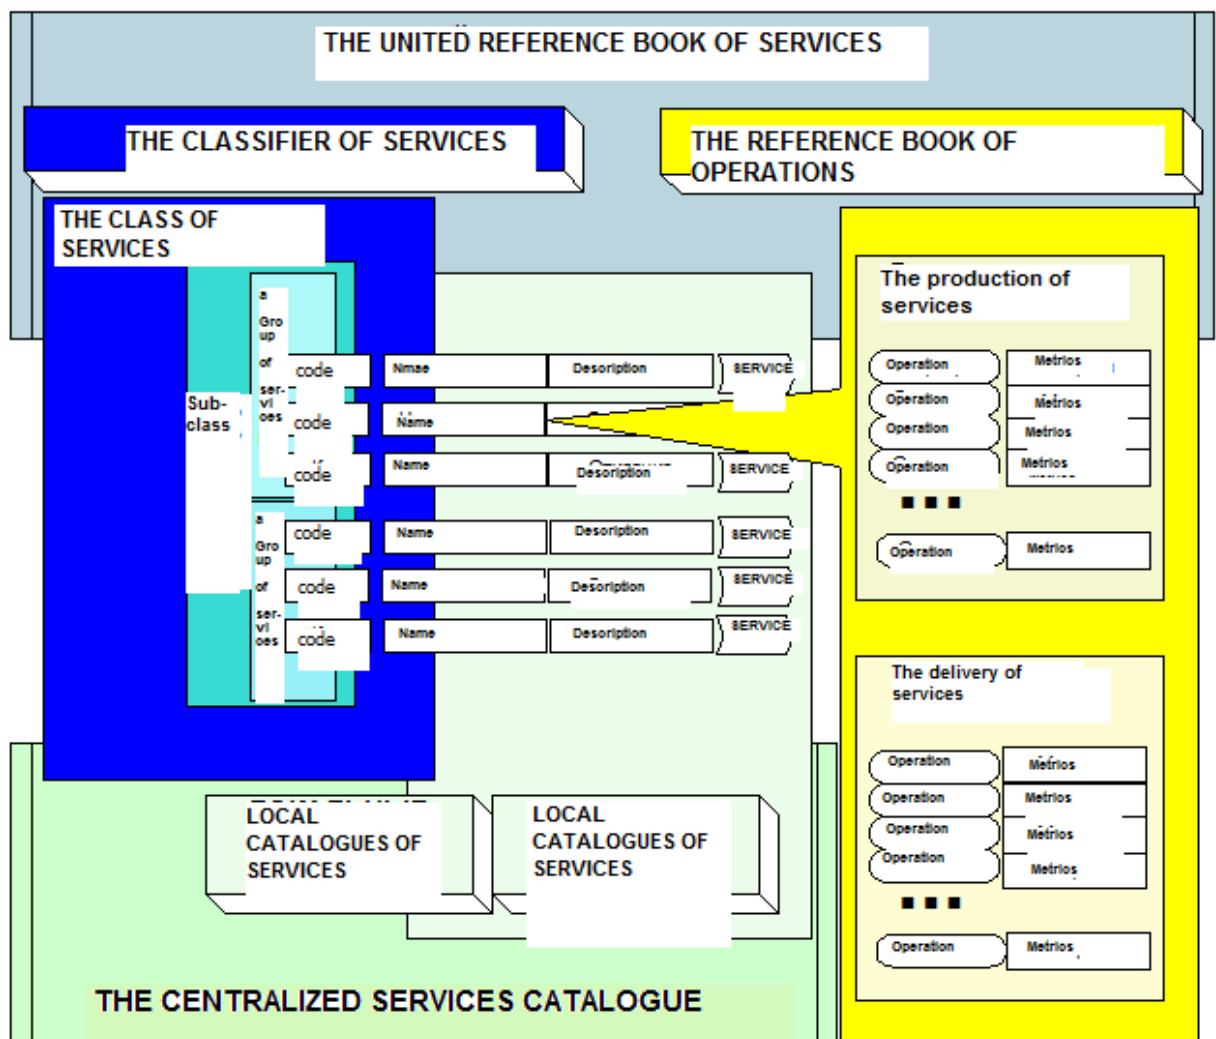 THE UNITED REFERENCE BOOK OF SERVICES
THE CLASSIFIER OF SERVICES
THE REFERENCE BOOK OF
OPERATIONS
THE CLASS OF
SERVICES
Sub-
class
a
Gro
up
of
ser-
vi
oes
code
Nmae
Desoription
SERVICE
code
Name
code
Name
Desoription
SERVICE
a
Gro
up
of
ser-
vi
oes
code
Name
Desoription
SERVICE
code
Name
Desoription
SERVICE
code
Name
Desoription
SERVICE
The production of
services
Operation
Metrios
Operation
Metrios
Operation
Metrios
Operation
Metrios
■ ■ ■
Operation
Metrios
The delivery of
services
Operation
Metrios
Operation
Metrios
Operation
Metrios
Operation
Metrios
■ ■ ■
Operation
Metrios
LOCAL
CATALOGUES OF
SERVICES
LOCAL
CATALOGUES OF
SERVICES
THE CENTRALIZED SERVICES CATALOGUE